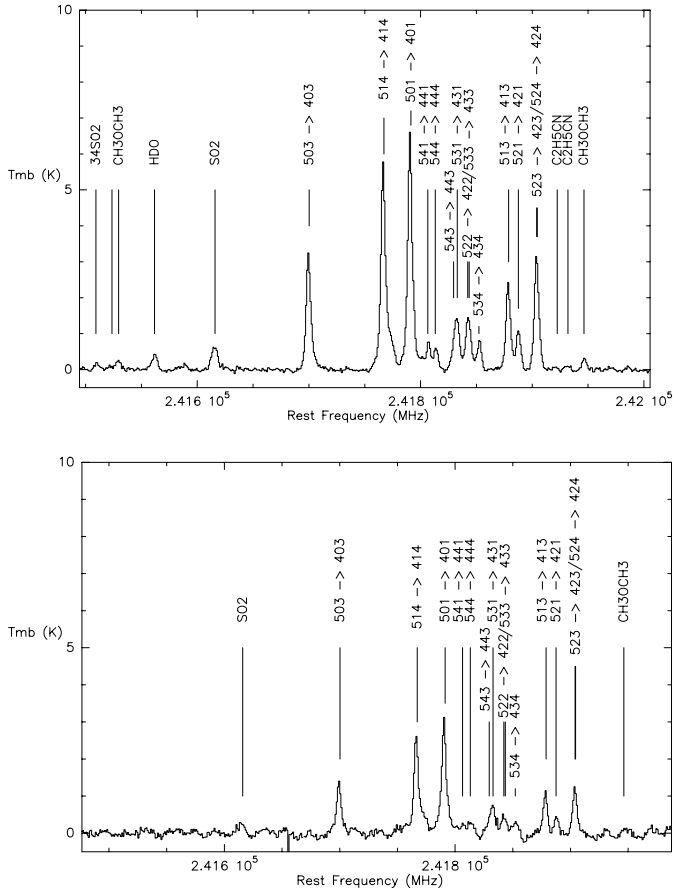 10
5
0
Tmb (K)
34SO2
CH3OCH3
HDO
SO2
503 -> 403
514 -> 414
501 -> 401
541 -> 441
544 -> 444
543 -> 443
531 -> 431
522 -> 422/533 -> 433
534 -> 434
513 -> 413
521 -> 421
523 -> 423/524 -> 424
C2H5CN
C2H5CN
CH3OCH3
2.416 10^5
2.418 10^5
2.42 10^5
Rest Frequency (MHz)
10
5
0
Tmb (K)
SO2
503 -> 403
514 -> 414
501 -> 401
541 -> 441
544 -> 444
543 -> 443
531 -> 431
522 -> 422/533 -> 433
534 -> 434
513 -> 413
521 -> 421
523 -> 423/524 -> 424
CH3OCH3
2.416 10^5
2.418 10^5
Rest Frequency (MHz)